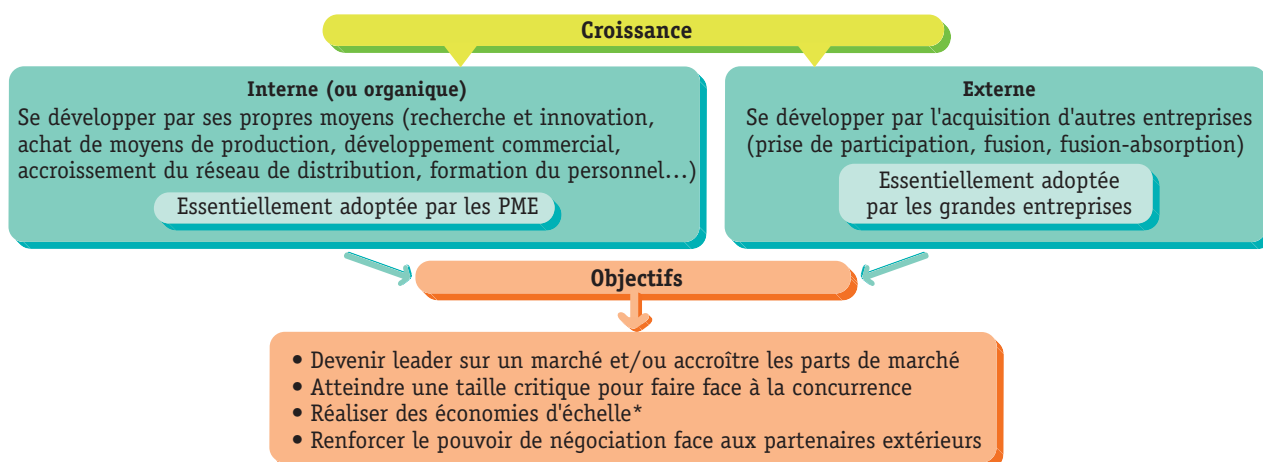 Croissance
Interne (ou organique)
Se développer par ses propres moyens (recherche et innovation,
achat de moyens de production, développement commercial,
accroissement du réseau de distribution, formation du personnel…)
Essentiellement adoptée par les PME
Externe
Se développer par l'acquisition d'autres entreprises
(prise de participation, fusion, fusion-absorption)
Essentiellement adoptée
par les grandes entreprises
Objectifs
• Devenir leader sur un marché et/ou accroître les parts de marché
• Atteindre une taille critique pour faire face à la concurrence
• Réaliser des économies d'échelle*
• Renforcer le pouvoir de négociation face aux partenaires extérieurs